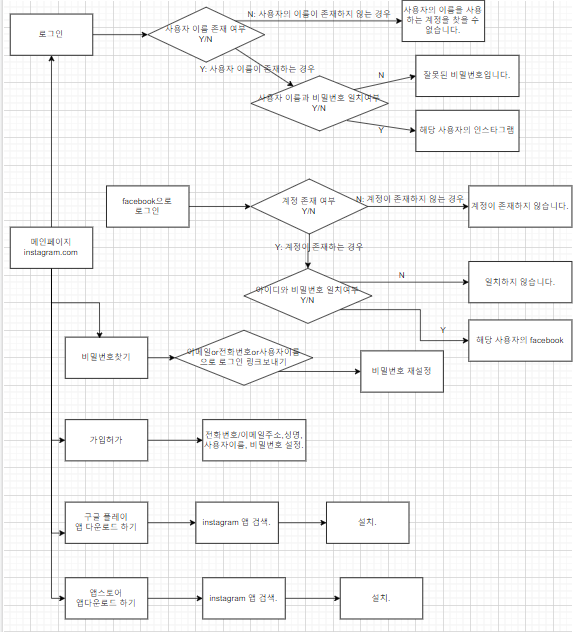 로그인
사용자 이름 존재 여부
Y/N
N: 사용자의 이름이 존재하지 않는 경우
사용자의 이름을 사용
하는 계정을 찾을 수
없습니다.
Y: 사용자 이름이 존재하는 경우
사용자 이름과 비밀번호 일치여부
Y/N
N
잘못된 비밀번호입니다.
Y
해당 사용자의 인스타그램
facebook으로
로그인
계정 존재 여부
Y/N
N: 계정이 존재하지 않는 경우
계정이 존재하지 않습니다.
Y: 계정이 존재하는 경우
메인페이지
instagram.com
아이디와 비밀번호 일치여부
Y/N
N
일치하지 않습니다.
Y
해당 사용자의 facebook
비밀번호찾기
이메일or전화번호or사용자이름
으로 로그인 링크보내기
비밀번호 재설정
가입허가
전화번호/이메일주소,성명,
사용자이름, 비밀번호 설정.
구글 플레이
앱 다운로드 하기
instagram 앱 검색.
설치.
앱스토어
앱다운로드 하기
instagram 앱 검색.
설치.